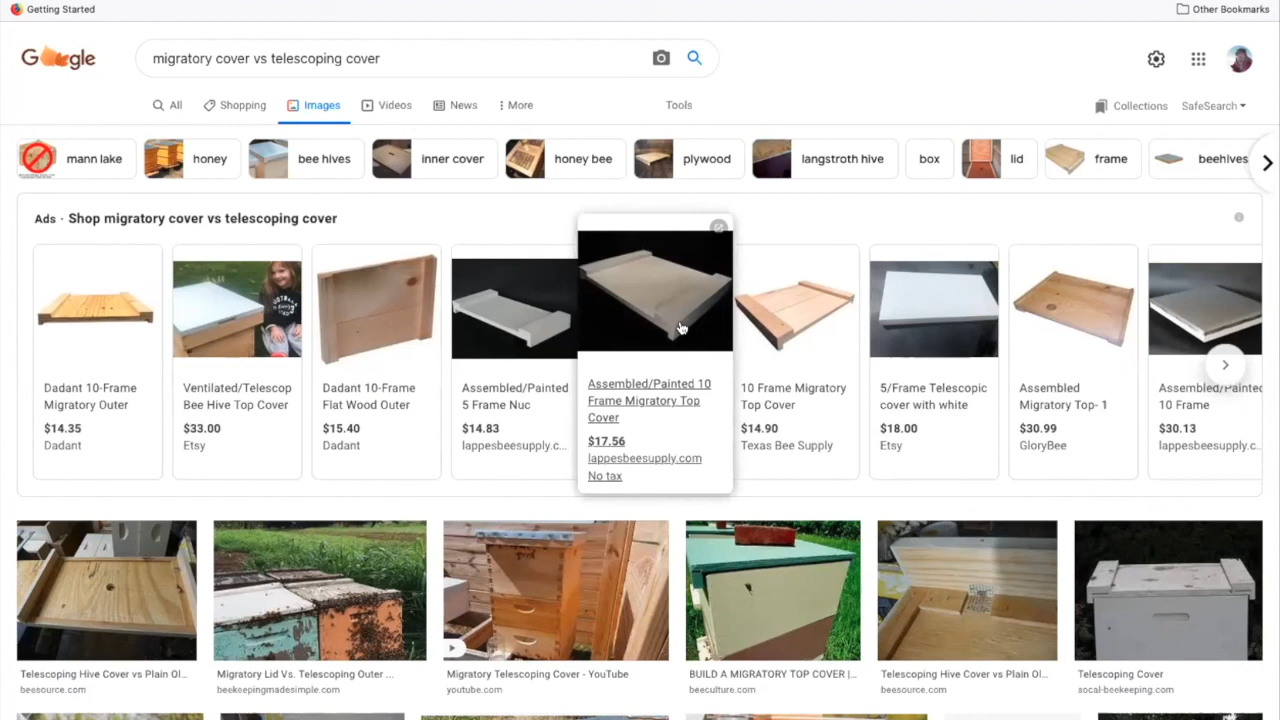 Getting Started
Other Bookmarks
Google
migratory cover vs telescoping cover
All
Shopping
Images
Videos
News
More
Tools
Collections
SafeSearch
mann lake
honey
bee hives
inner cover
honey bee
plywood
langstroth hive
box
lid
frame
beehives
Ads · Shop migratory cover vs telescoping cover
Dadant 10-Frame
Migratory Outer
$14.35
Dadant
Ventilated/Telescop
Bee Hive Top Cover
$33.00
Etsy
Dadant 10-Frame
Flat Wood Outer
$15.40
Dadant
Assembled/Painted
5 Frame Nuc
$14.83
lappesbeesupply.c...
Assembled/Painted 10
Frame Migratory Top
Cover
$17.56
lappesbeesupply.com
No tax
10 Frame Migratory
Top Cover
$14.90
Texas Bee Supply
5/Frame Telescopic
cover with white
$18.00
Etsy
Assembled
Migratory Top- 1
$30.99
GloryBee
Assembled/Painted
10 Frame
$30.13
lappesbeesupply.c...
Telescoping Hive Cover vs Plain Ol...
beesource.com
Migratory Lid Vs. Telescoping Outer ...
beekeepingmadesimple.com
Migratory Telescoping Cover - YouTube
youtube.com
BUILD A MIGRATORY TOP COVER |...
beeculture.com
Telescoping Hive Cover vs Plain Ol...
beesource.com
Telescoping Cover
socal-beekeeping.com